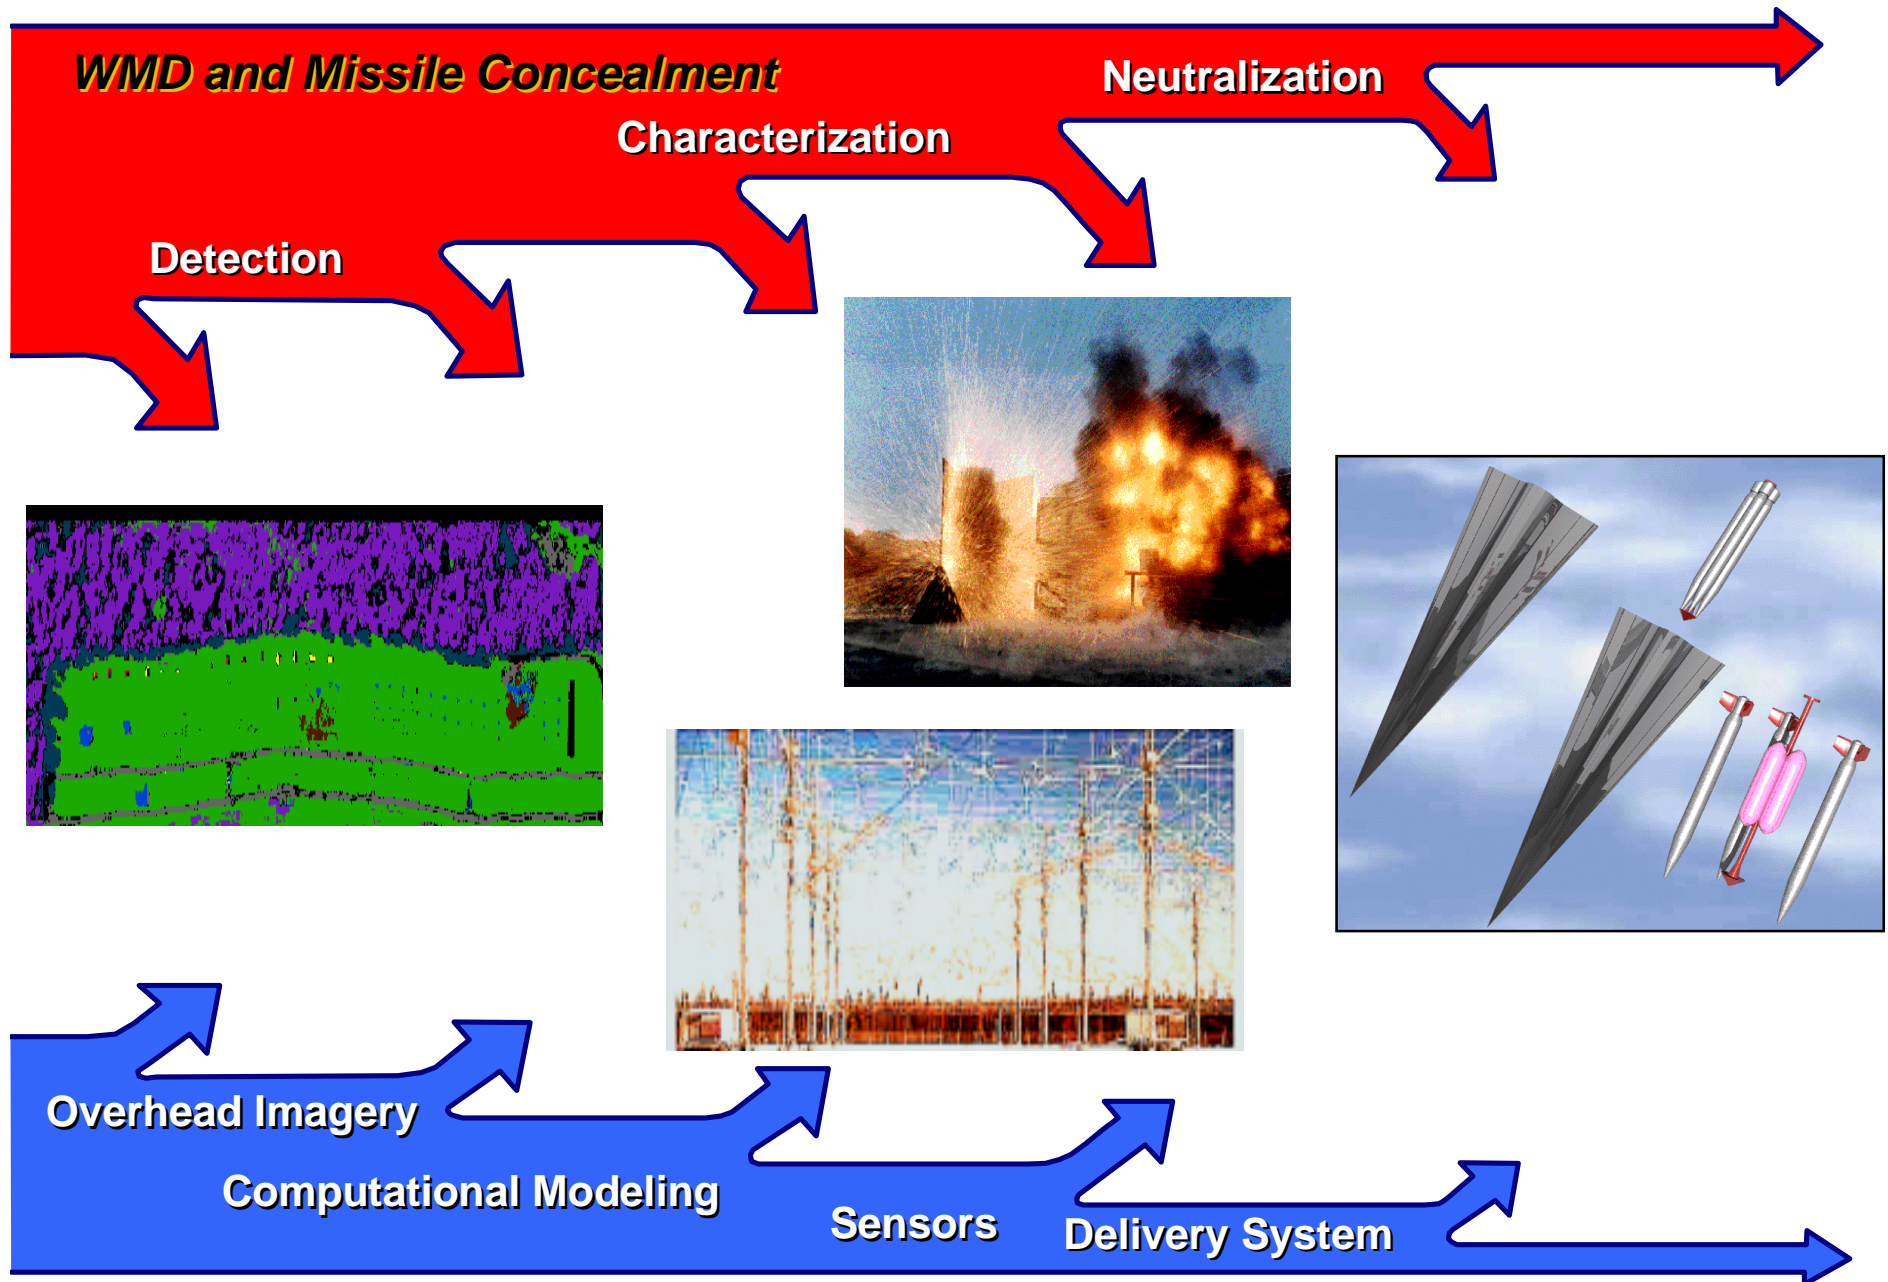 WMD and Missile Concealment
Neutralization
Characterization
Detection
Overhead Imagery
Computational Modeling
Sensors
Delivery System